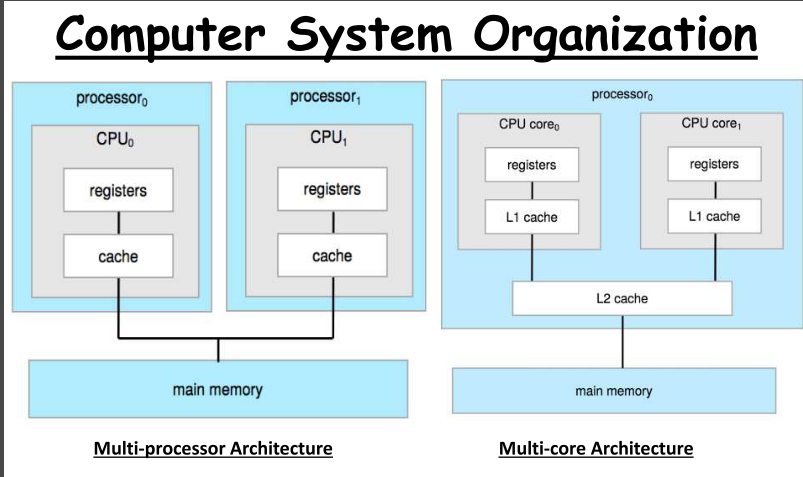 Computer System Organization
processor₀
CPU₀
registers
cache
processor₁
CPU₁
registers
cache
main memory
Multi-processor Architecture
processor₀
CPU core₀
registers
L1 cache
CPU core₁
registers
L1 cache
L2 cache
main memory
Multi-core Architecture